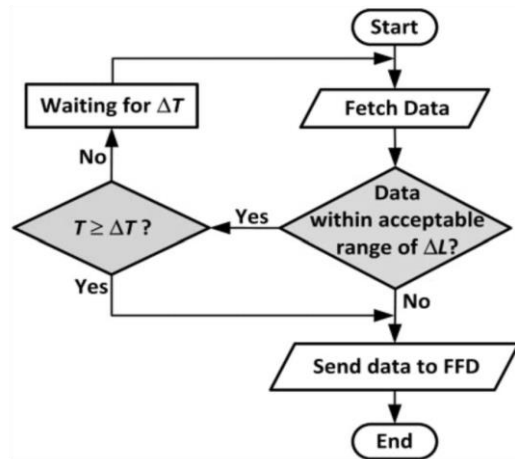 Start
Waiting for ΔT
Fetch Data
No
Data
within acceptable
range of ΔL?
Yes
T ≥ ΔT ?
Yes
No
Send data to FFD
End